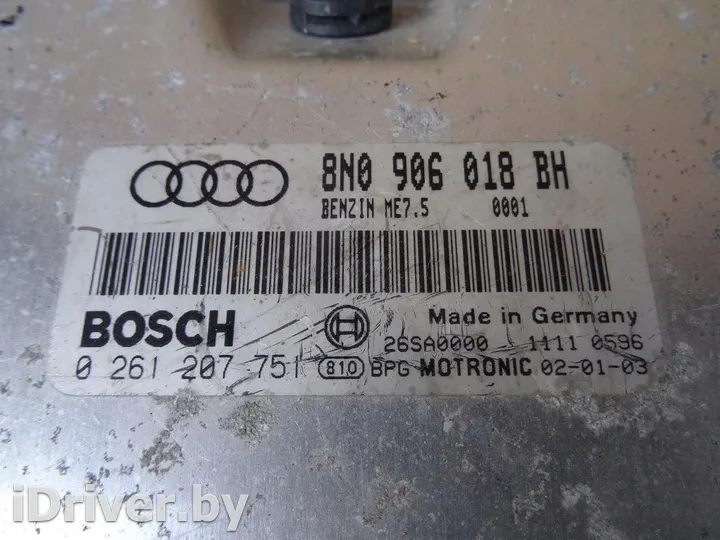 8N0 906 018 BH
BENZIN ME7.5 0001
BOSCH Made in Germany
26SA0000 1111 0596
0 261 207 751 810 BPG MOTRONIC 02-01-03
iDriver.by